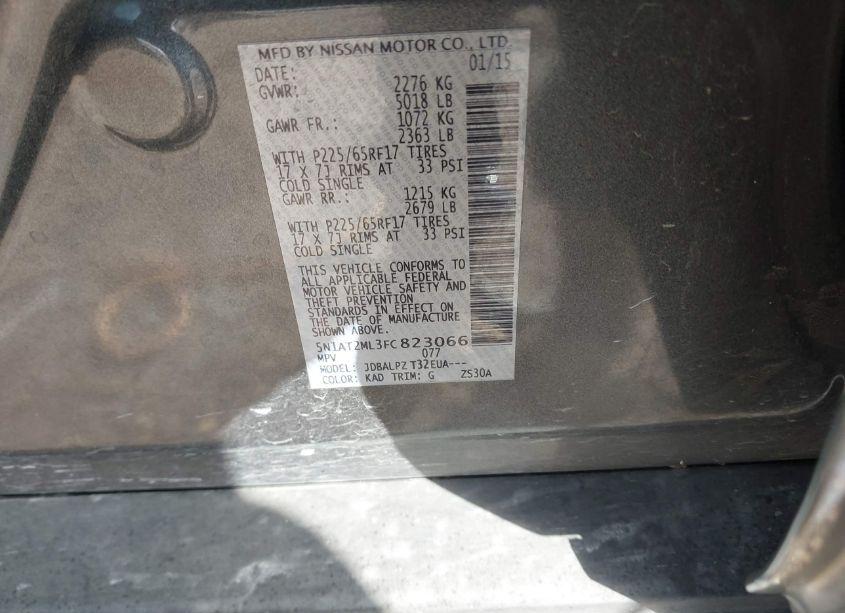 MFD BY NISSAN MOTOR CO., LTD.
DATE: 01/15
GVWR: 2276 KG
5018 LB
GAWR FR.: 1072 KG
2363 LB
WITH P225/65RF17 TIRES
17 X 7J RIMS AT 33 PSI
COLD SINGLE
GAWR RR.: 1215 KG
2679 LB
WITH P225/65RF17 TIRES
17 X 7J RIMS AT 33 PSI
COLD SINGLE
THIS VEHICLE CONFORMS TO
ALL APPLICABLE FEDERAL
MOTOR VEHICLE SAFETY AND
THEFT PREVENTION
STANDARDS IN EFFECT ON
THE DATE OF MANUFACTURE
SHOWN ABOVE.
5N1AT2ML3FC823066
MPV 077
MODEL: JDBALPZ T32EUA---
COLOR: KAD TRIM: G ZS30A